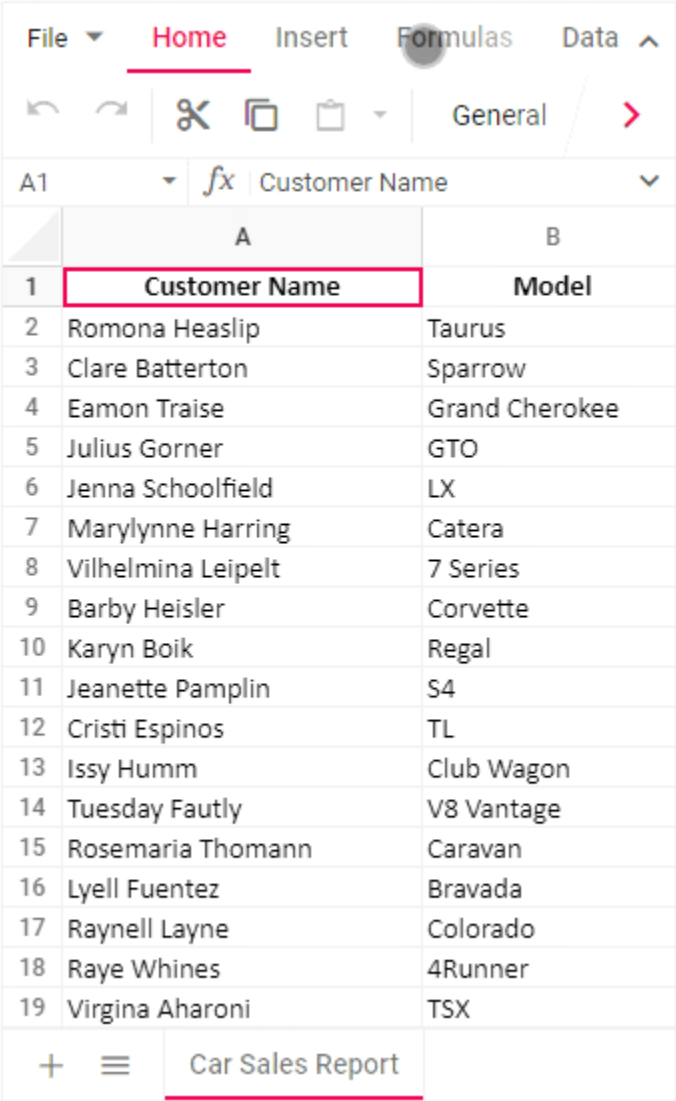 File Home Insert Formulas Data
General
A1 fx Customer Name
A B
1 Customer Name Model
2 Romona Heaslip Taurus
3 Clare Batterton Sparrow
4 Eamon Traise Grand Cherokee
5 Julius Gorner GTO
6 Jenna Schoolfield LX
7 Marylynne Harring Catera
8 Vilhelmina Leipelt 7 Series
9 Barby Heisler Corvette
10 Karyn Boik Regal
11 Jeanette Pamplin S4
12 Cristi Espinos TL
13 Issy Humm Club Wagon
14 Tuesday Fautly V8 Vantage
15 Rosemaria Thomann Caravan
16 Lyell Fuentez Bravada
17 Raynell Layne Colorado
18 Raye Whines 4Runner
19 Virgina Aharoni TSX
Car Sales Report